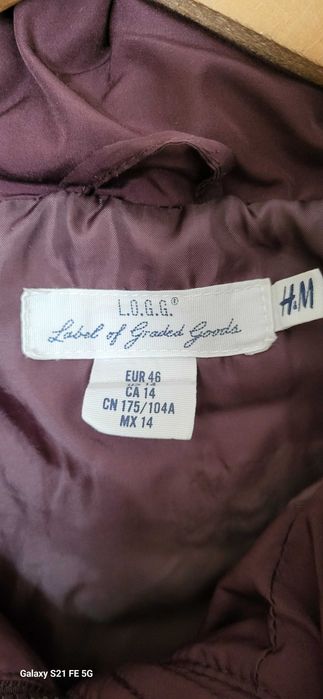 H&M
L.O.G.G.®
Label of Graded Goods
EUR 46
CA 14
CN 175/104A
MX 14
Galaxy S21 FE 5G